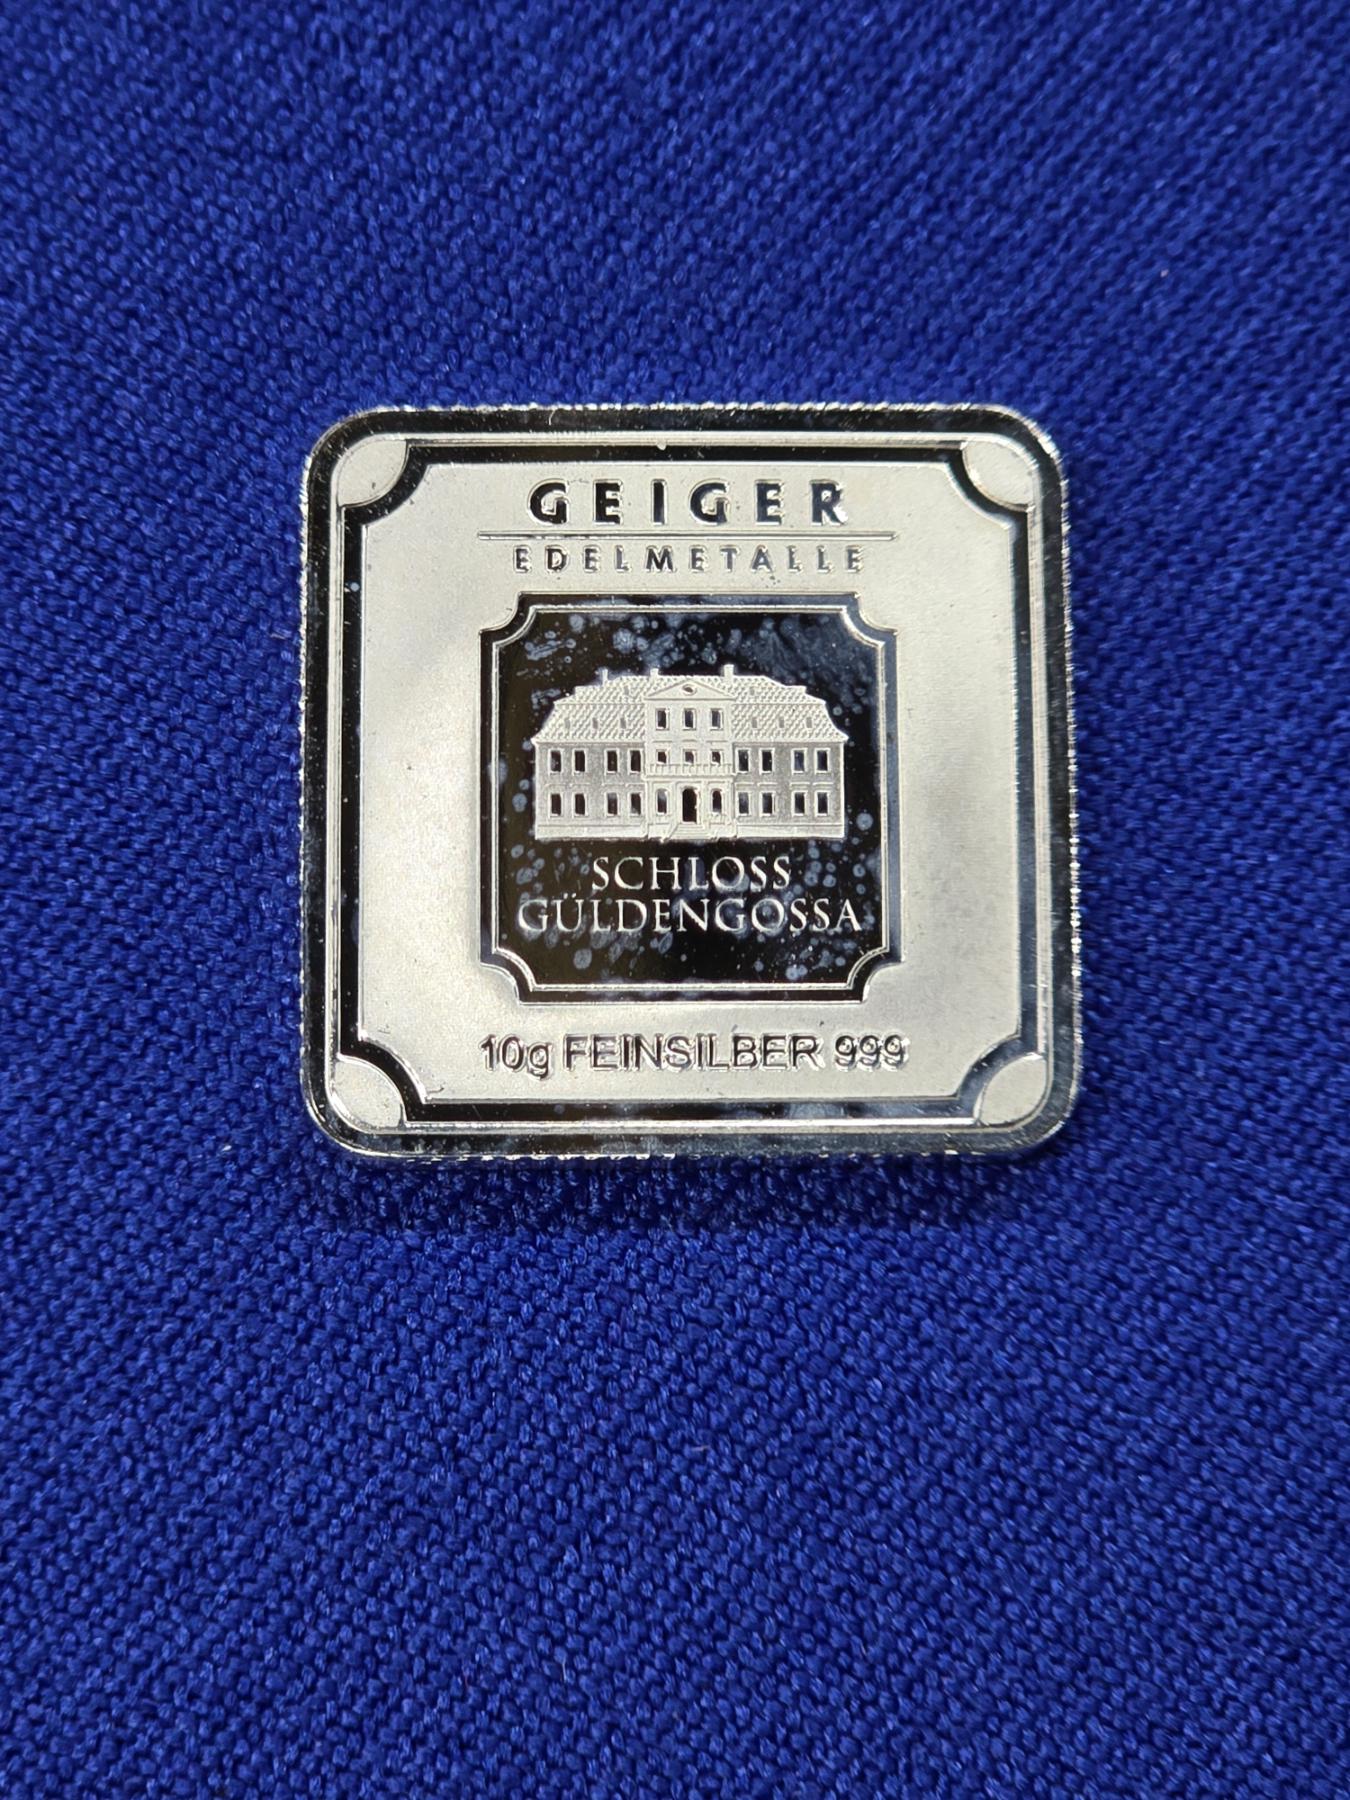 GEIGER
EDELMETALLE
SCHLOSS
GÜLDENGOSSA
10g FEINSILBER 999